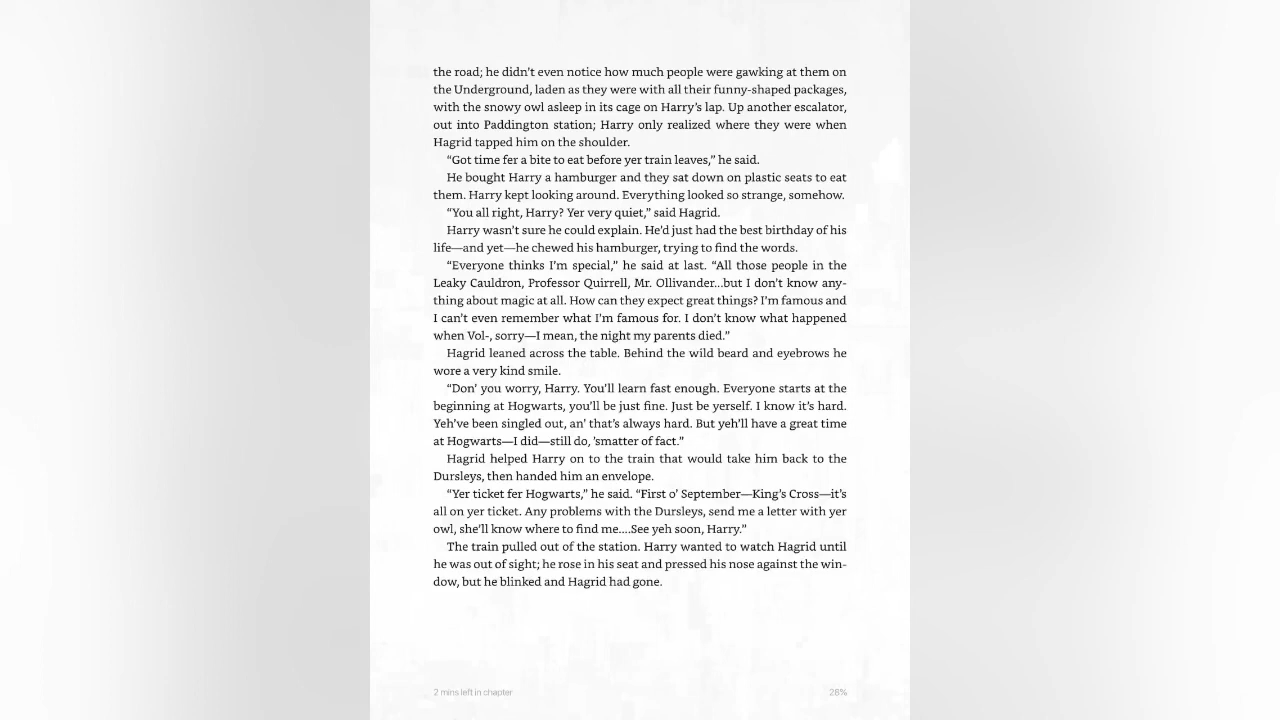 the road; he didn’t even notice how much people were gawking at them on
the Underground, laden as they were with all their funny-shaped packages,
with the snowy owl asleep in its cage on Harry’s lap. Up another escalator,
out into Paddington station; Harry only realized where they were when
Hagrid tapped him on the shoulder.
“Got time fer a bite to eat before yer train leaves,” he said.
He bought Harry a hamburger and they sat down on plastic seats to eat
them. Harry kept looking around. Everything looked so strange, somehow.
“You all right, Harry? Yer very quiet,” said Hagrid.
Harry wasn’t sure he could explain. He’d just had the best birthday of his
life—and yet—he chewed his hamburger, trying to find the words.
“Everyone thinks I’m special,” he said at last. “All those people in the
Leaky Cauldron, Professor Quirrell, Mr. Ollivander...but I don’t know any-
thing about magic at all. How can they expect great things? I’m famous and
I can’t even remember what I’m famous for. I don’t know what happened
when Vol-, sorry—I mean, the night my parents died.”
Hagrid leaned across the table. Behind the wild beard and eyebrows he
wore a very kind smile.
“Don’ you worry, Harry. You’ll learn fast enough. Everyone starts at the
beginning at Hogwarts, you’ll be just fine. Just be yerself. I know it’s hard.
Yeh’ve been singled out, an’ that’s always hard. But yeh’ll have a great time
at Hogwarts—I did—still do, ’smatter of fact.”
Hagrid helped Harry on to the train that would take him back to the
Dursleys, then handed him an envelope.
“Yer ticket fer Hogwarts,” he said. “First o’ September—King’s Cross—it’s
all on yer ticket. Any problems with the Dursleys, send me a letter with yer
owl, she’ll know where to find me....See yeh soon, Harry.”
The train pulled out of the station. Harry wanted to watch Hagrid until
he was out of sight; he rose in his seat and pressed his nose against the win-
dow, but he blinked and Hagrid had gone.
2 mins left in chapter
28%